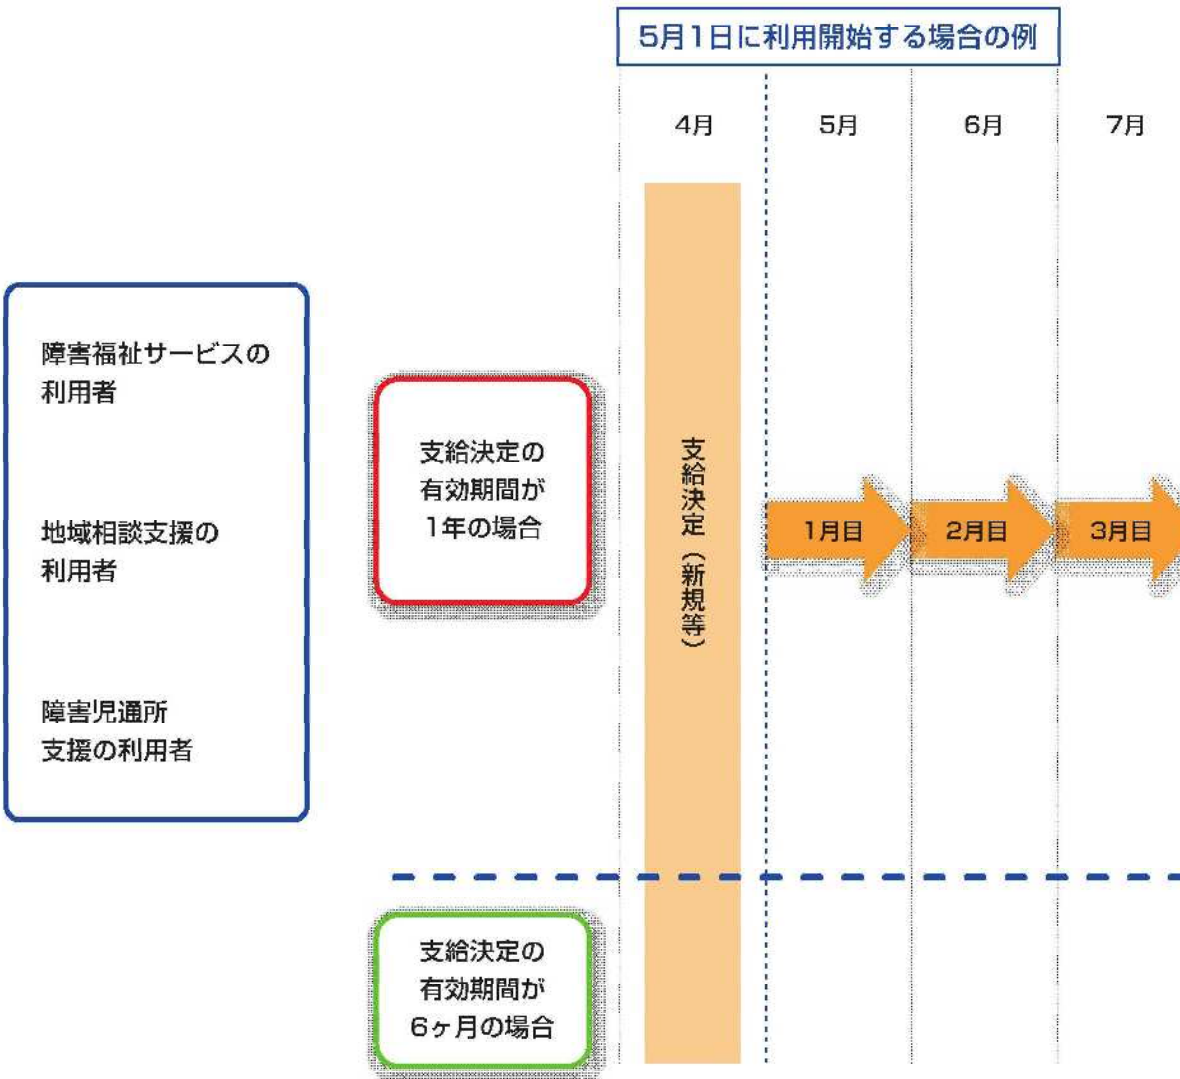 5月1日に利用開始する場合の例
4月
5月
6月
7月
障害福祉サービスの
利用者
地域相談支援の
利用者
障害児通所
支援の利用者
支給決定の
有効期間が
1年の場合
支給決定（新規等）
1月目
2月目
3月目
支給決定の
有効期間が
6ヶ月の場合